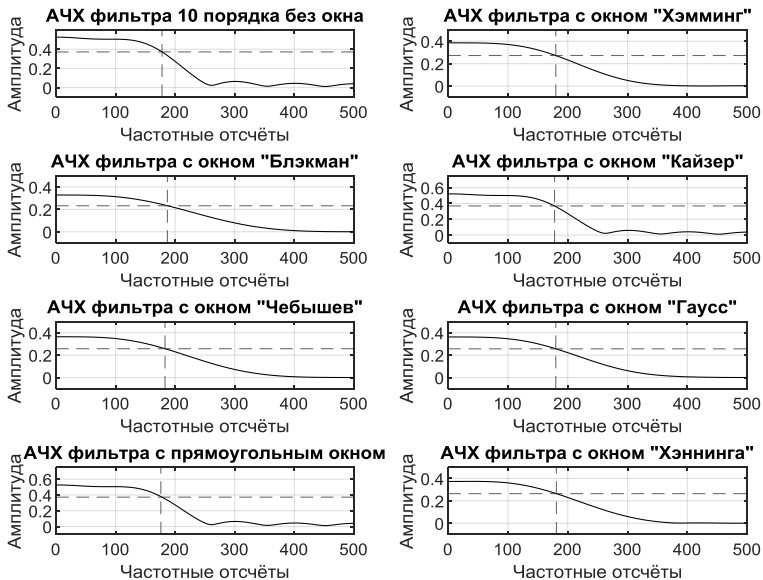 АЧХ фильтра 10 порядка без окна
Амплитуда
0.4
0.2
0
0 100 200 300 400 500
Частотные отсчёты
АЧХ фильтра с окном "Хэмминг"
Амплитуда
0.4
0.2
0
0 100 200 300 400 500
Частотные отсчёты
АЧХ фильтра с окном "Блэкман"
Амплитуда
0.4
0.2
0
0 100 200 300 400 500
Частотные отсчёты
АЧХ фильтра с окном "Кайзер"
Амплитуда
0.6
0.4
0.2
0
0 100 200 300 400 500
Частотные отсчёты
АЧХ фильтра с окном "Чебышев"
Амплитуда
0.4
0.2
0
0 100 200 300 400 500
Частотные отсчёты
АЧХ фильтра с окном "Гаусс"
Амплитуда
0.4
0.2
0
0 100 200 300 400 500
Частотные отсчёты
АЧХ фильтра с прямоугольным окном
Амплитуда
0.6
0.4
0.2
0
0 100 200 300 400 500
Частотные отсчёты
АЧХ фильтра с окном "Хэннинга"
Амплитуда
0.4
0.2
0
0 100 200 300 400 500
Частотные отсчёты